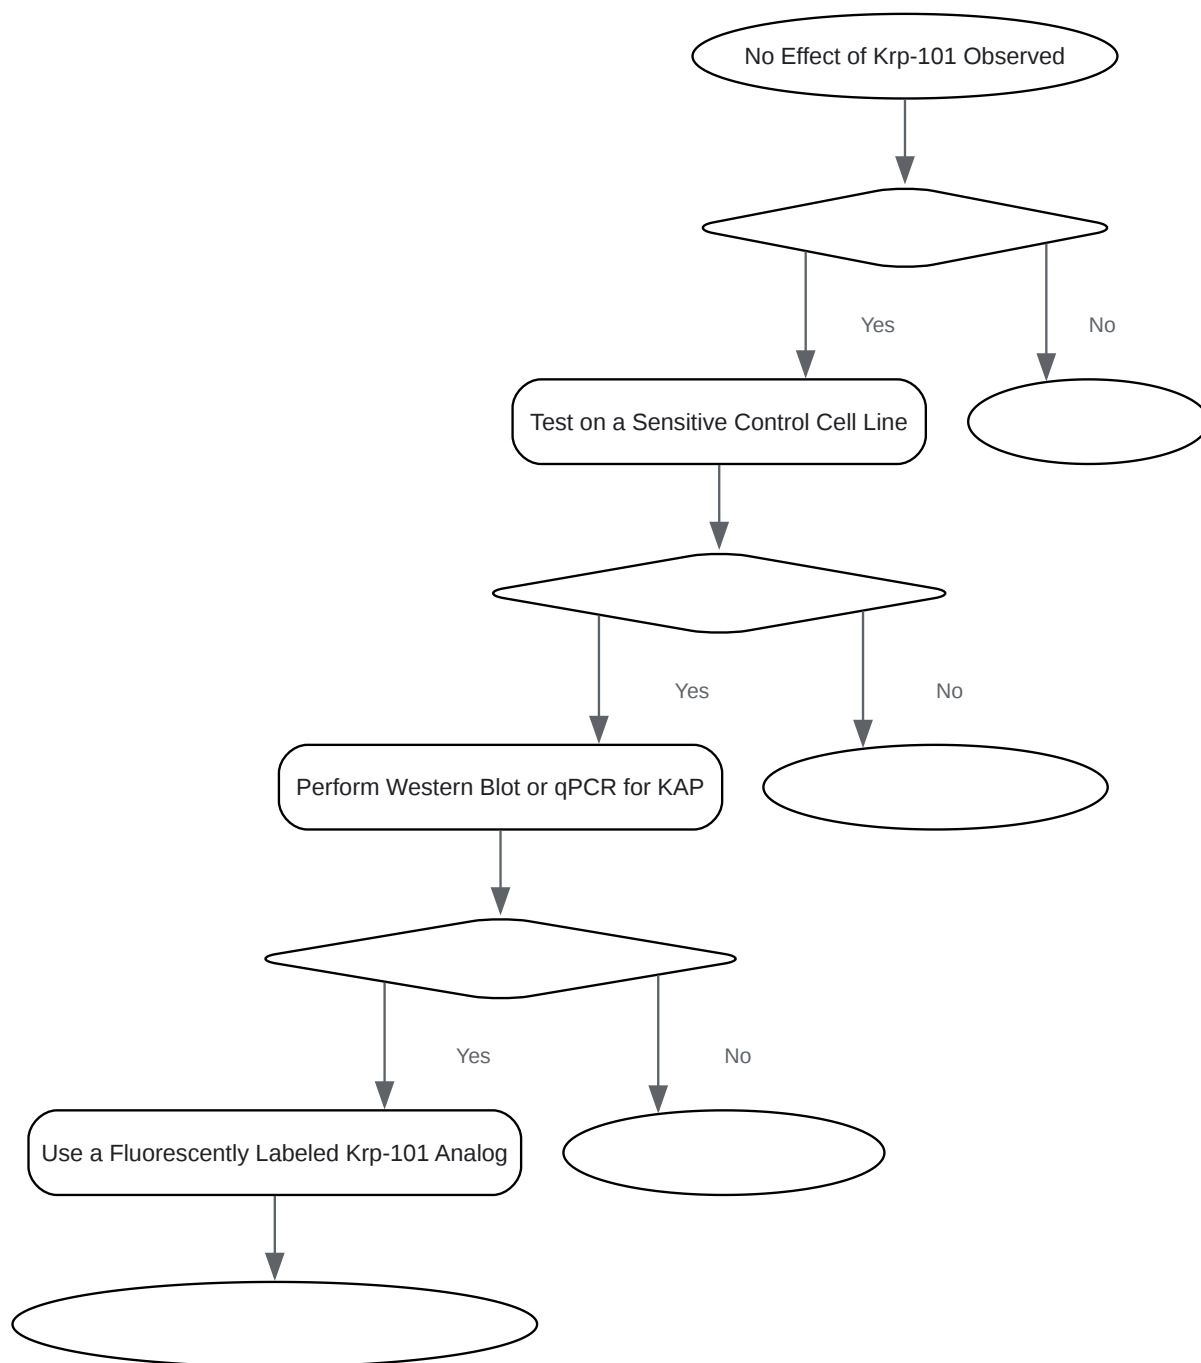 No Effect of Krp-101 Observed
Yes
No
Test on a Sensitive Control Cell Line
Yes
No
Perform Western Blot or qPCR for KAP
Yes
No
Use a Fluorescently Labeled Krp-101 Analog